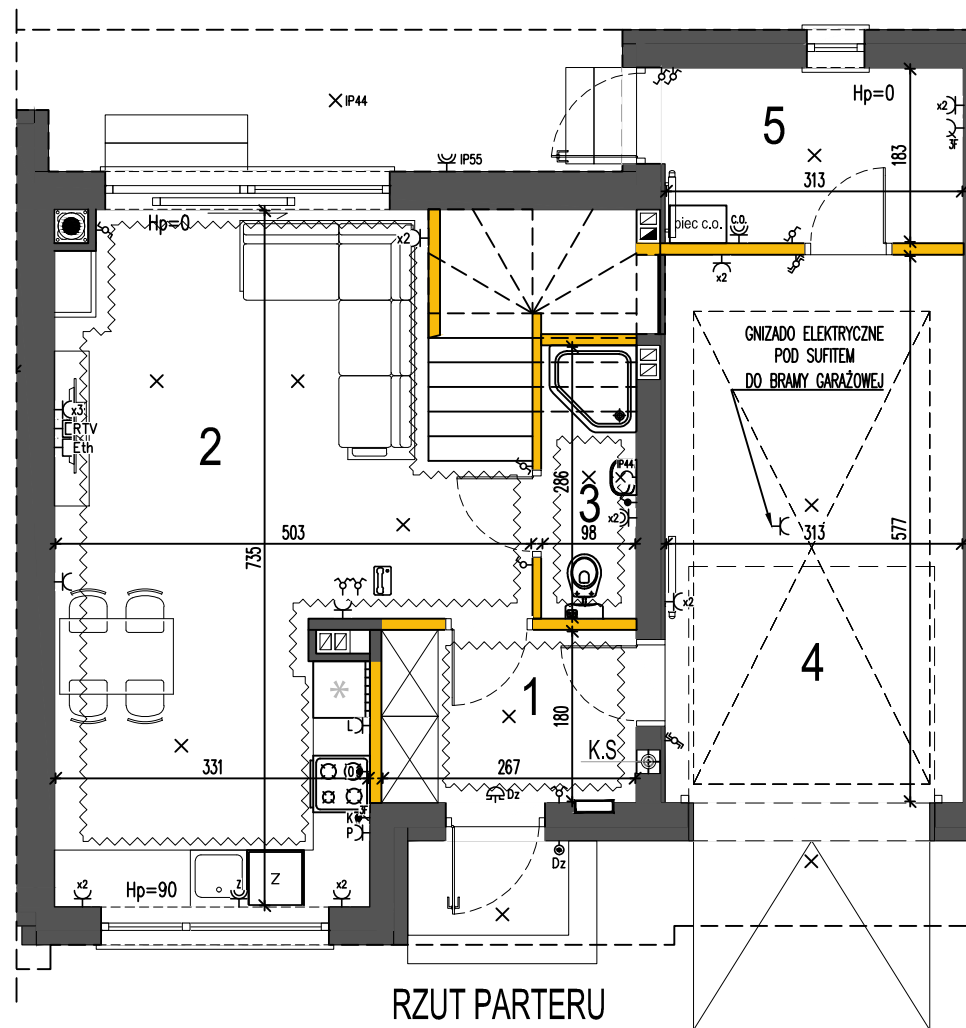 IP44
Hp=0
x2
5
IP55
183
313
Hp=0
piec c.o.
c.o.
x2
x2
GNIZADO ELEKTRYCZNE
POD SUFITEM
DO BRAMY GARAŻOWEJ
x3
RTV
Eth
2
286
IP44
3
x2
503
98
313
577
735
x2
1
4
180
L
K.S
331
267
O
Dz
K
P
Dz
x2
Hp=90
Z
Z
x2
RZUT PARTERU